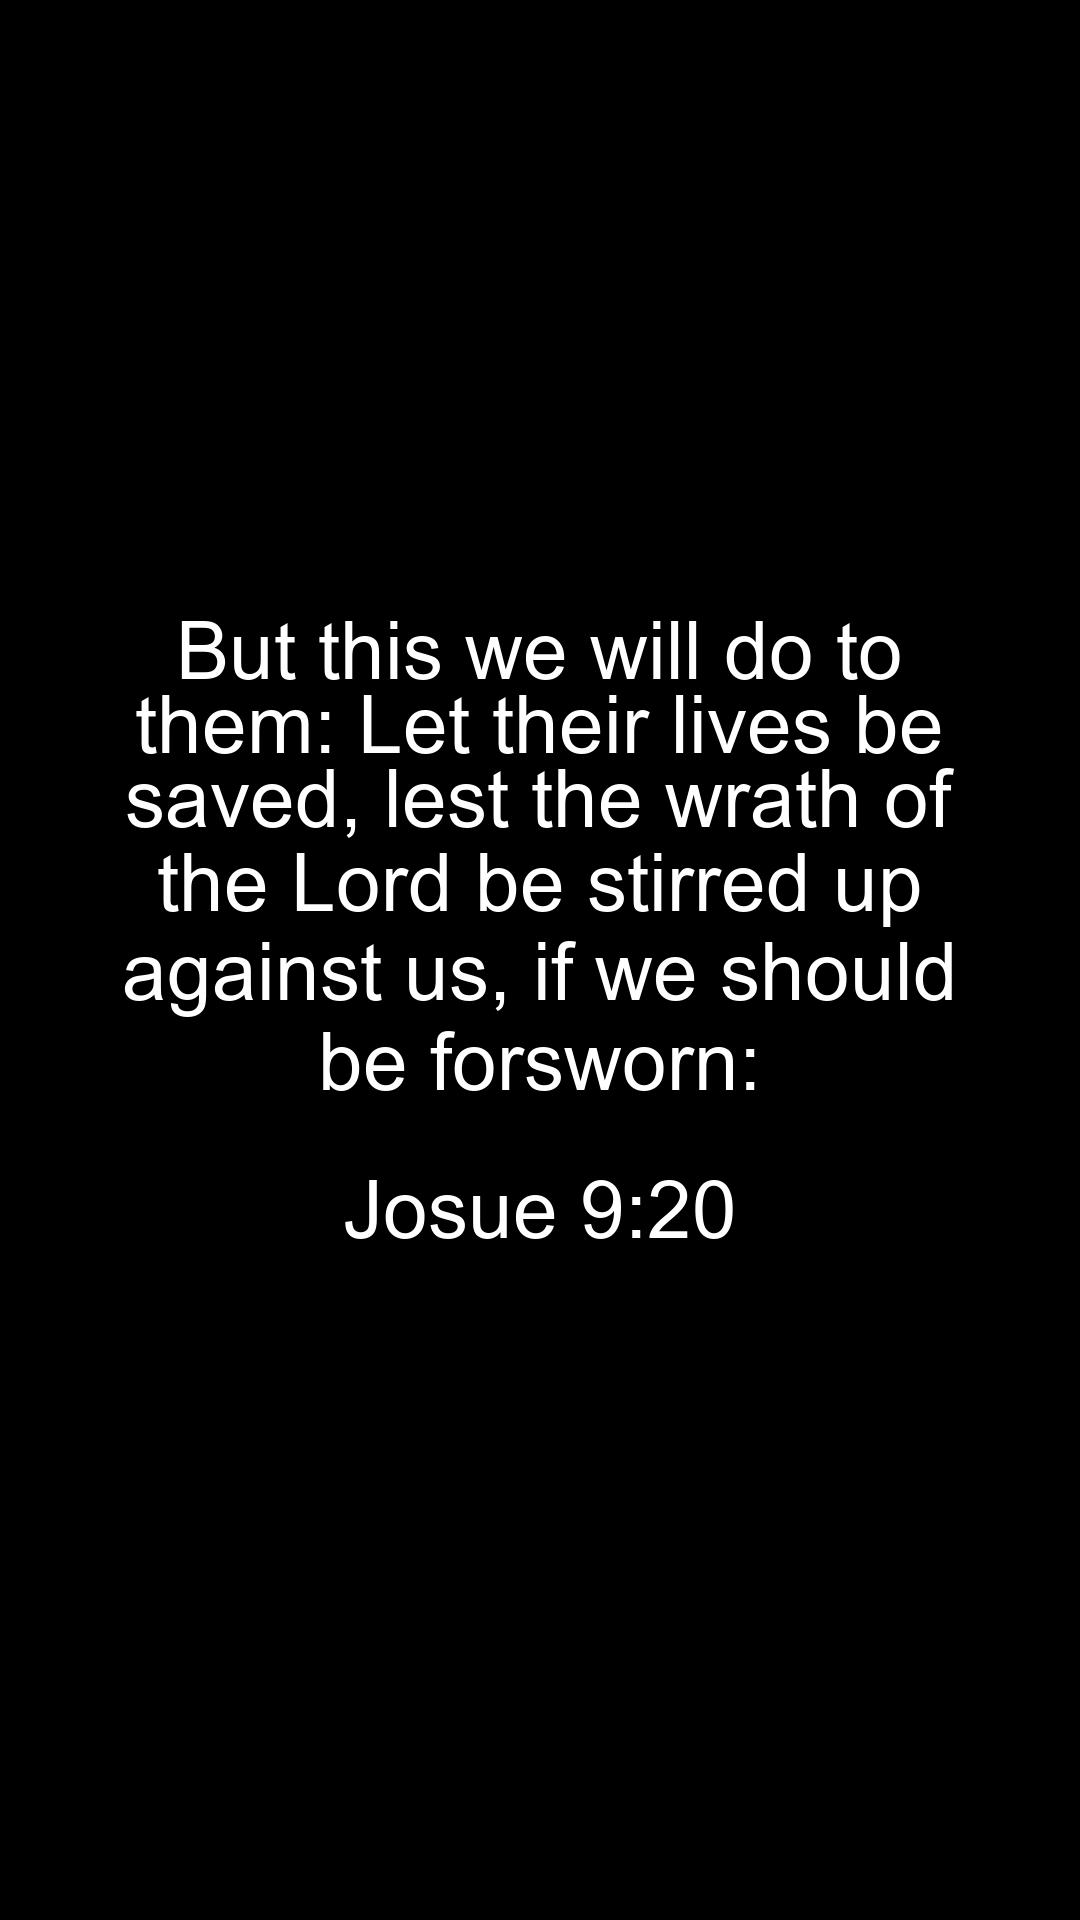 But this we will do to
them: Let their lives be
saved, lest the wrath of
the Lord be stirred up
against us, if we should
be forsworn:
Josue 9:20